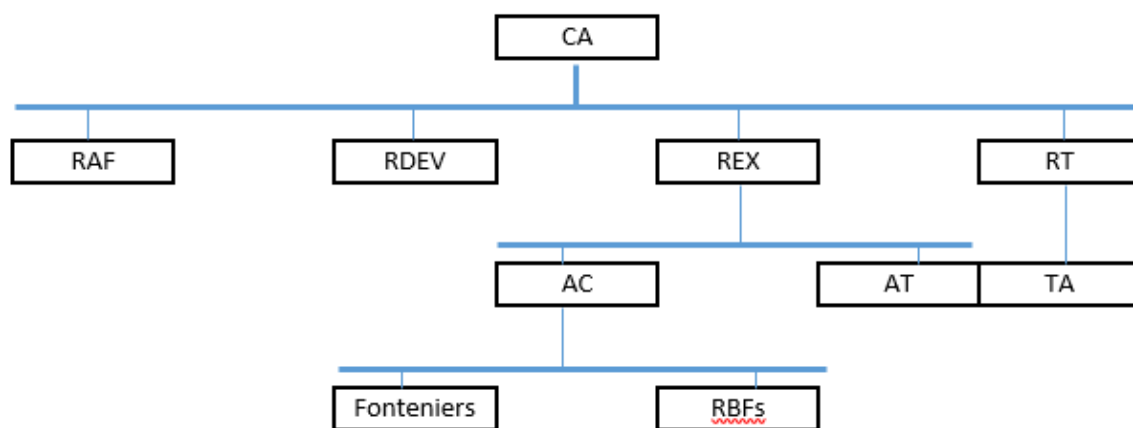 CA
RAF
RDEV
REX
RT
AC
AT
TA
Fonteniers
RBFs